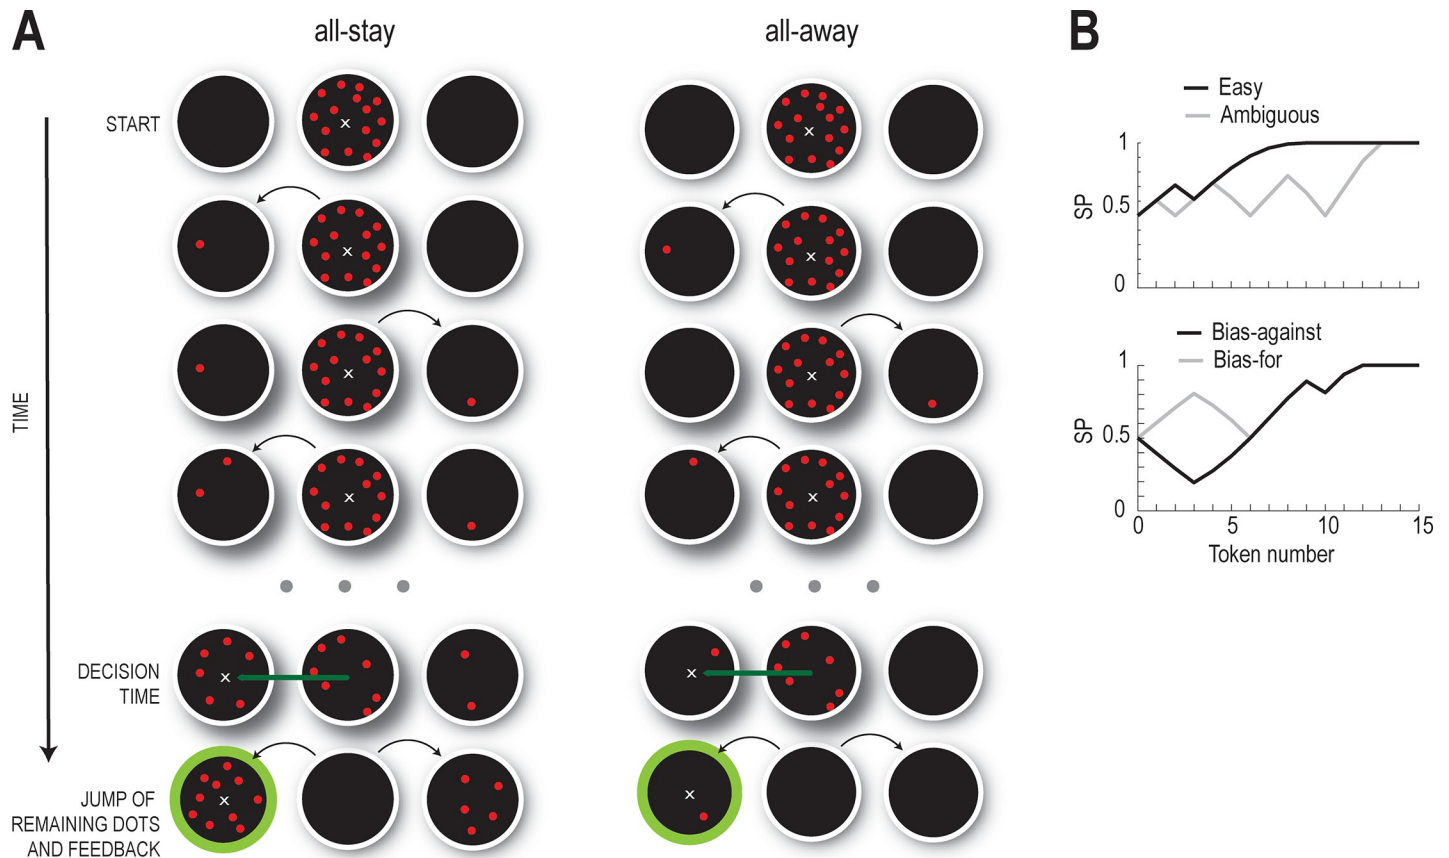 A
all-stay
all-away
START
x
x
x
x
x
x
x
x
TIME
DECISION
TIME
x
x
JUMP OF
REMAINING DOTS
AND FEEDBACK
x
x
B
Easy
Ambiguous
1
SP
0.5
0
Bias-against
Bias-for
1
SP
0.5
0
0
5
10
15
Token number